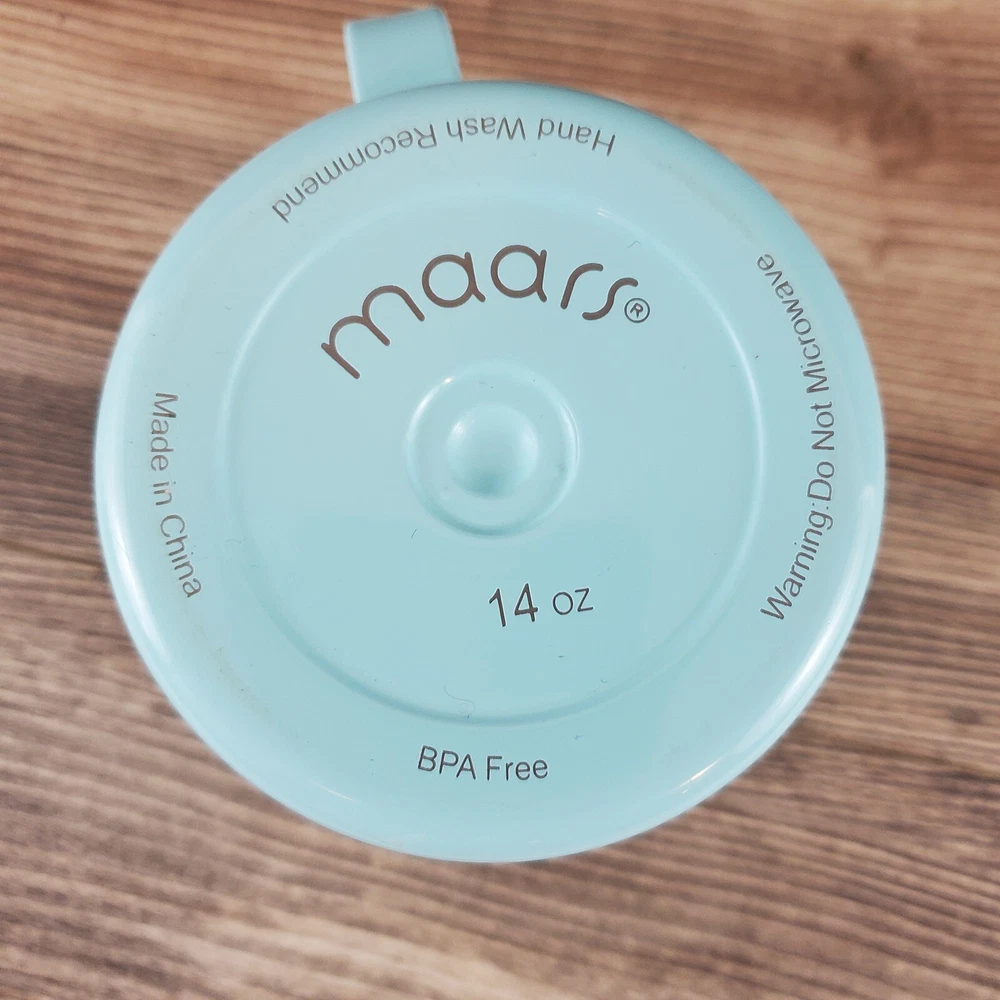 Hand Wash Recommend
maars®
Warning:Do Not Microwave
Made in China
14 oz
BPA Free